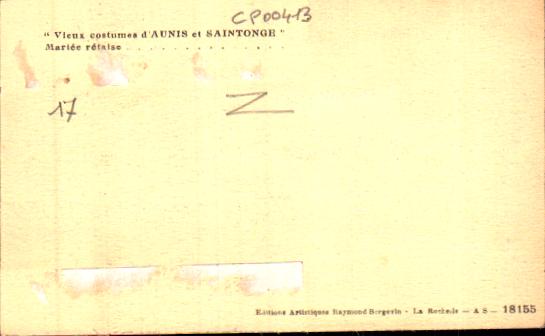 CP00413
" Vieux costumes d'AUNIS et SAINTONGE "
Mariée rétaise . . . . . . . . . . . . .
17 Z
Editions Artistiques Raymond Bergevin - La Rochelle — A S — 18155